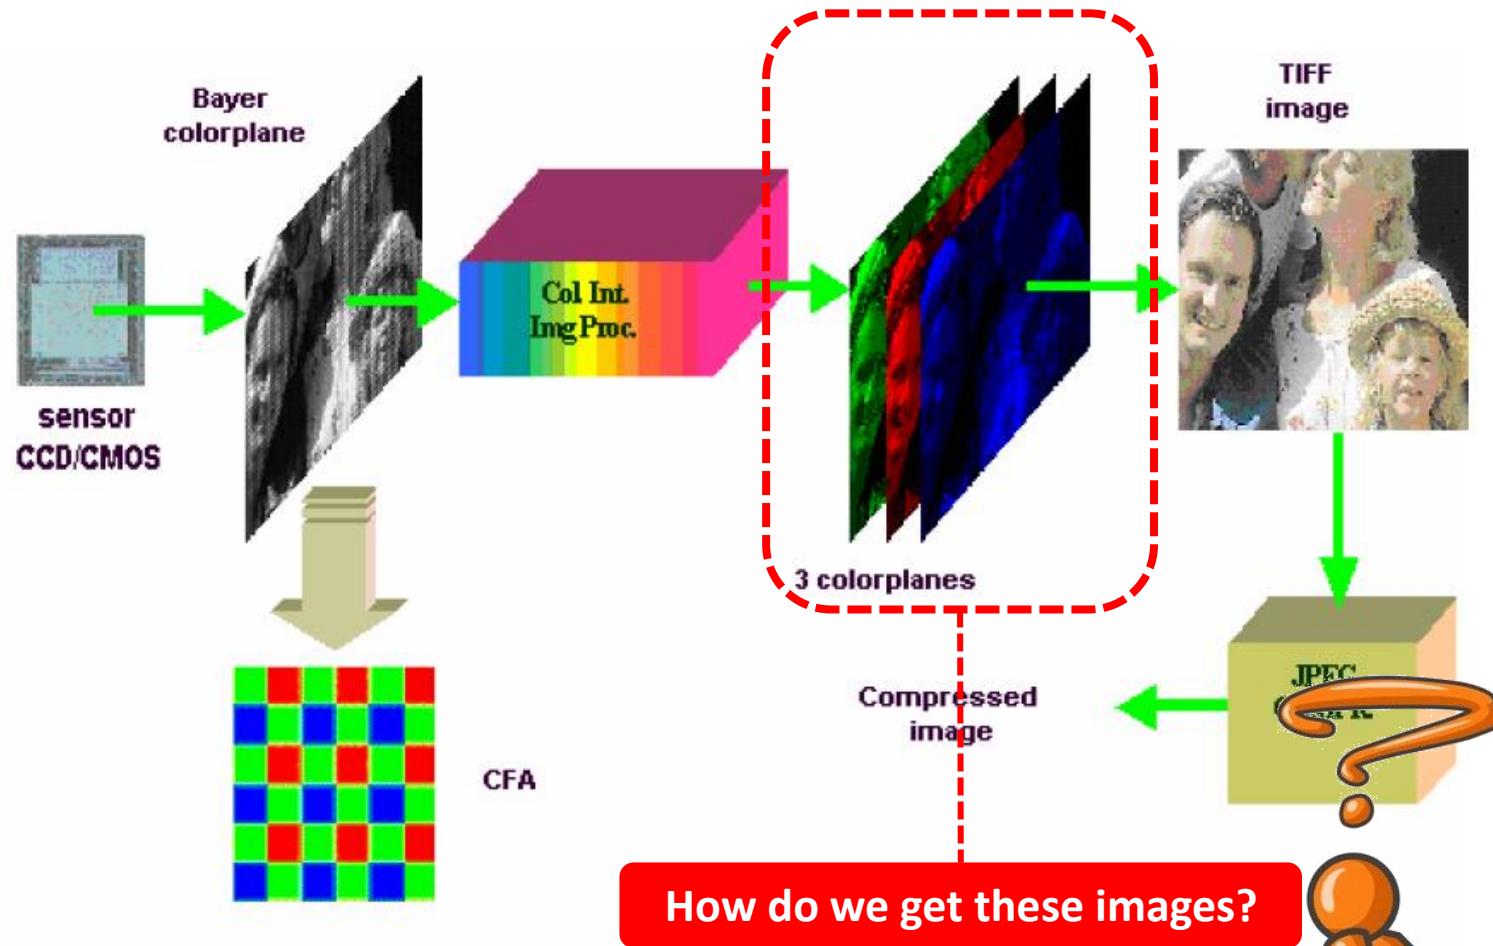 Bayer
colorplane
TIFF
image
Col Int.
Img Proc.
sensor
CCD/CMOS
3 colorplanes
Compressed
image
CFA
How do we get these images?